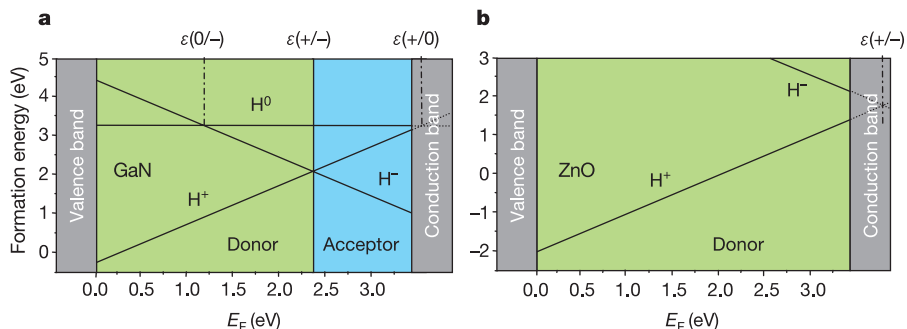 a
ε(0/−) ε(+/−) ε(+/0)
Formation energy (eV)
5
4
3
2
1
0
Valence band
GaN
H⁰
H⁺
H⁻
Donor
Acceptor
Conduction band
0.0 0.5 1.0 1.5 2.0 2.5 3.0
E_F (eV)
b
ε(+/−)
3
2
1
0
−1
−2
Valence band
ZnO
H⁻
H⁺
Donor
Conduction band
0.0 0.5 1.0 1.5 2.0 2.5 3.0
E_F (eV)